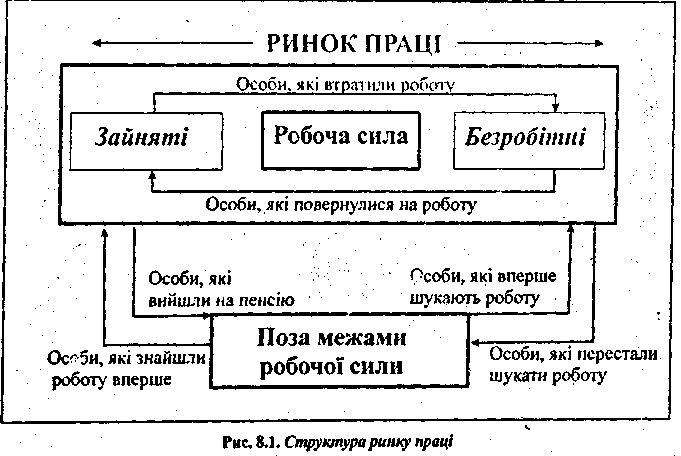 РИНОК ПРАЦІ
Особи, які втратили роботу
Зайняті
Робоча сила
Безробітні
Особи, які повернулися на роботу
Особи, які
вийшли на пенсію
Особи, які вперше
шукають роботу
Поза межами
робочої сили
Особи, які знайшли
роботу вперше
Особи, які перестали
шукати роботу
Рис. 8.1. Структура ринку праці